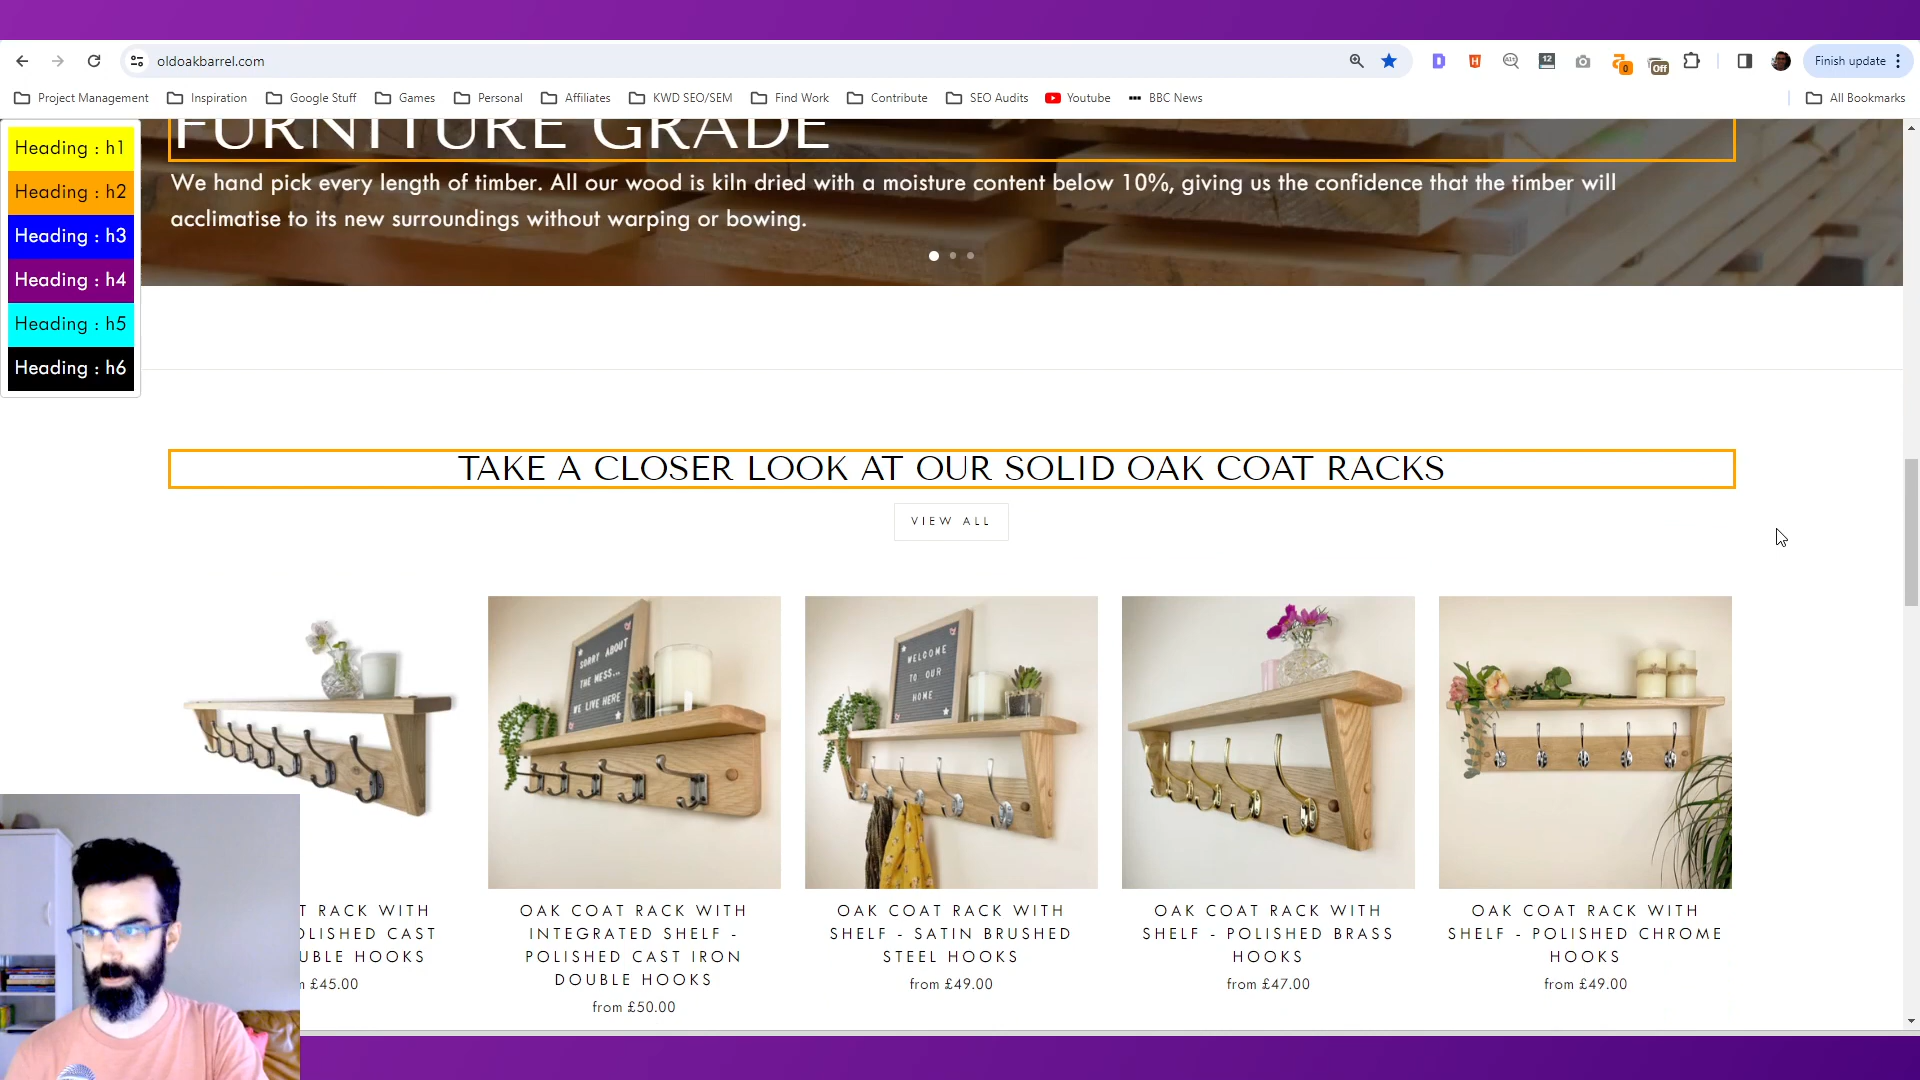 oldoakbarrel.com
Finish update
Project Management
Inspiration
Google Stuff
Games
Personal
Affiliates
KWD SEO/SEM
Find Work
Contribute
SEO Audits
Youtube
BBC News
All Bookmarks
12
0
Off
Heading : h1
Heading : h2
Heading : h3
Heading : h4
Heading : h5
Heading : h6
FURNITURE GRADE
We hand pick every length of timber. All our wood is kiln dried with a moisture content below 10%, giving us the confidence that the timber will
acclimatise to its new surroundings without warping or bowing.
TAKE A CLOSER LOOK AT OUR SOLID OAK COAT RACKS
VIEW ALL
SORRY ABOUT
THE MESS...
WE LIVE HERE
WELCOME
TO OUR
HOME
RACK WITH
CAST
HOOKS
£45.00
OAK COAT RACK WITH
INTEGRATED SHELF -
POLISHED CAST IRON
DOUBLE HOOKS
from £50.00
OAK COAT RACK WITH
SHELF - SATIN BRUSHED
STEEL HOOKS
from £49.00
OAK COAT RACK WITH
SHELF - POLISHED BRASS
HOOKS
from £47.00
OAK COAT RACK WITH
SHELF - POLISHED CHROME
HOOKS
from £49.00